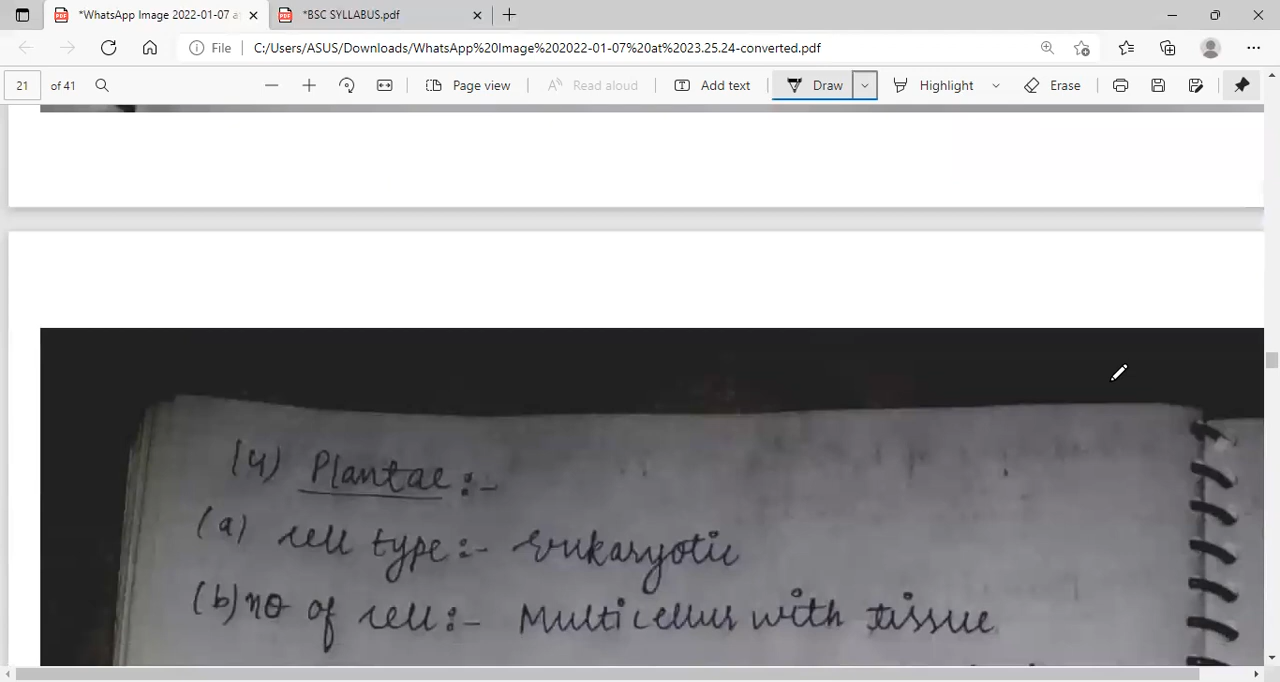 *WhatsApp Image 2022-01-07 a
*BSC SYLLABUS.pdf
File C:/Users/ASUS/Downloads/WhatsApp%20Image%202022-01-07%20at%2023.25.24-converted.pdf
21 of 41 Page view Read aloud Add text Draw Highlight Erase
(4) Plantae :-
(a) cell type :- Eukaryotic
(b) no of cell :- Multicellus with tissue